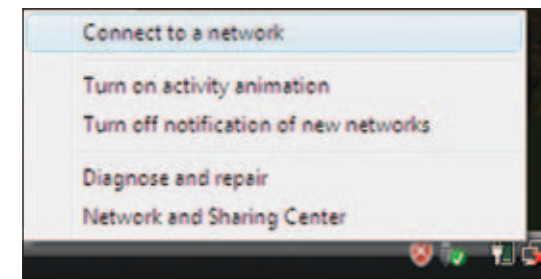 Connect to a network
Turn on activity animation
Turn off notification of new networks
Diagnose and repair
Network and Sharing Center